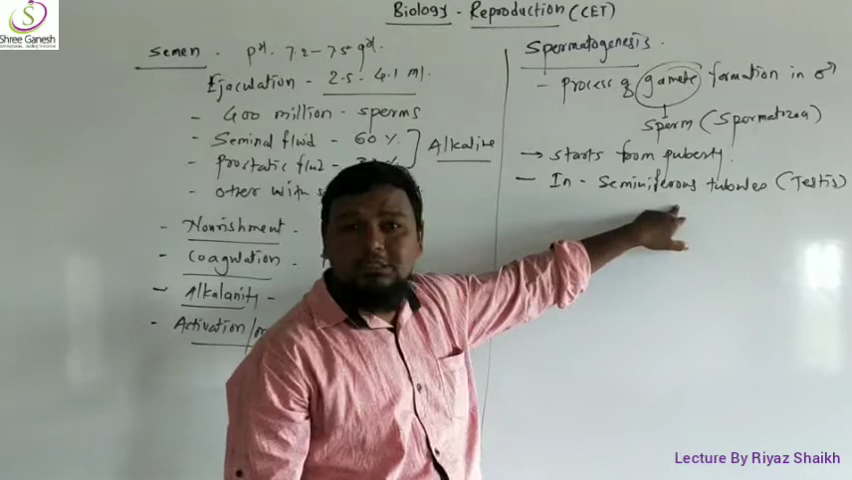 S
Shree Ganesh
Biology - Reproduction (CET)
Semen. pH. 7.2 – 7.5
Ejaculation - 2.5 - 4.1 ml.
- 400 million - sperms
- Seminal fluid - 60 %.
- Prostatic fluid -
Alkaline
- other with
- Nourishment -
- Coagulation -
- Alkalanity -
- Activation/
Spermatogenesis.
- Process of gamete formation in ♂
Sperm (Spermatozoa)
→ starts from puberty.
- In - Seminiferous tubules (Testis)
Lecture By Riyaz Shaikh